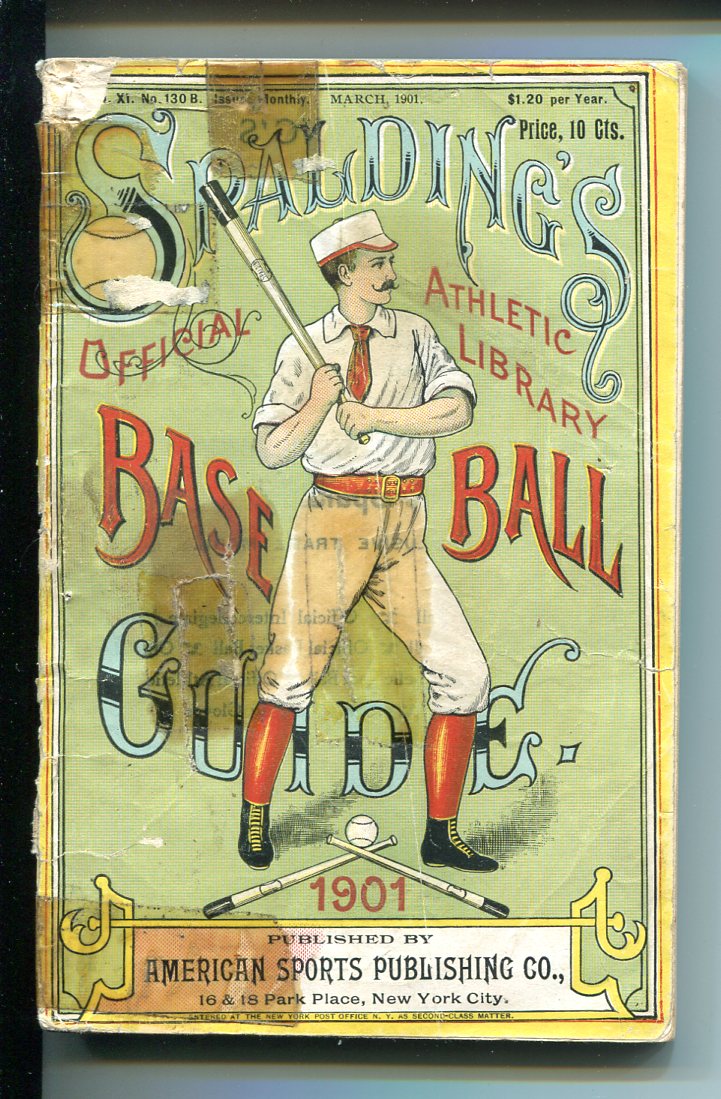 . XI. No. 130 B. Issued Monthly. MARCH, 1901. $1.20 per Year.
Price, 10 Cts.
SPALDING'S
OFFICIAL ATHLETIC
LIBRARY
BASE BALL
GUIDE.
1901
PUBLISHED BY
AMERICAN SPORTS PUBLISHING CO.,
16 & 18 Park Place, New York City.
ENTERED AT THE NEW YORK POST OFFICE N. Y. AS SECOND-CLASS MATTER.